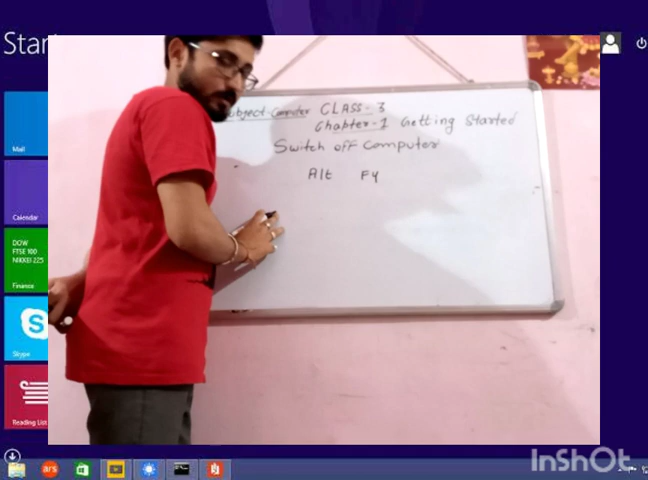 Start
Mail
Calendar
DOW
FTSE 100
NIKKEI 225
Finance
Skype
Reading List
Subject-Computer CLASS-3
Chapter-1 Getting Started
Switch off Computer
Alt F4
ars
InShOt